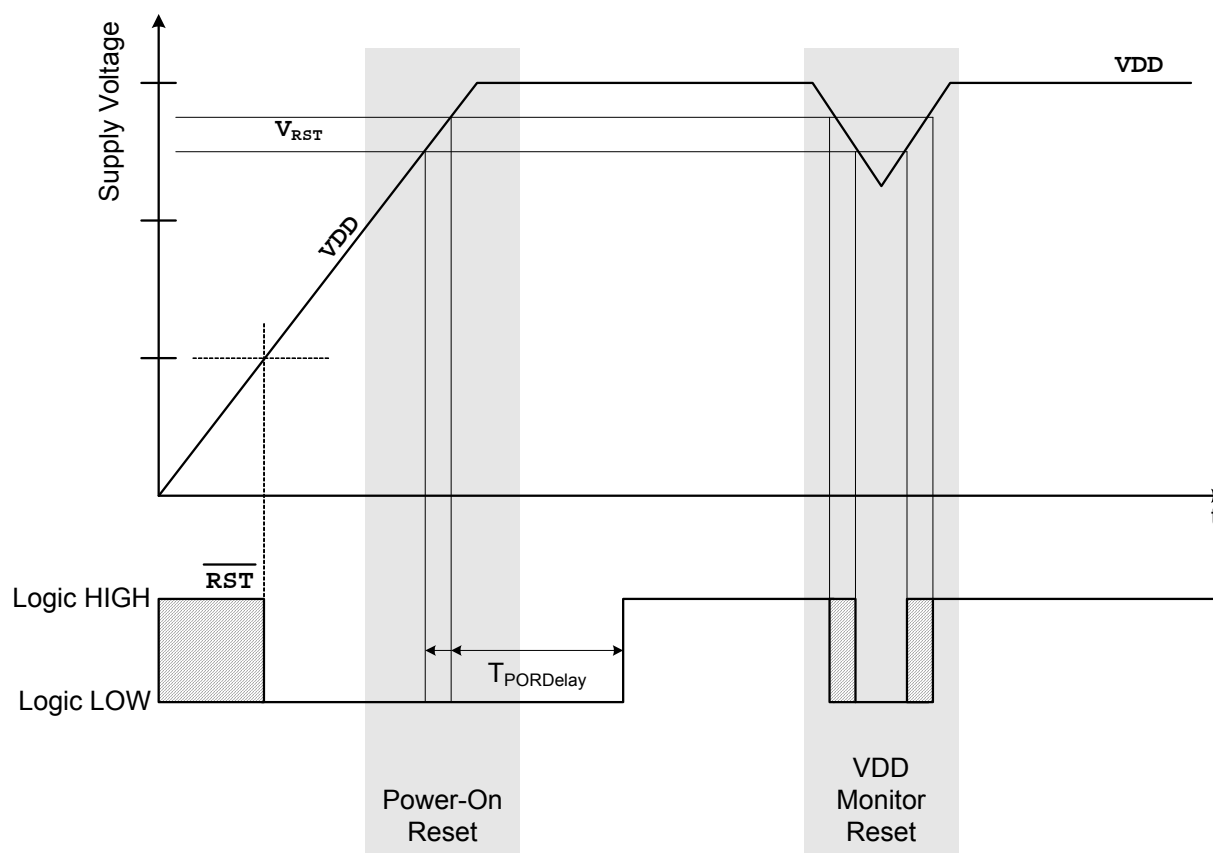 Supply Voltage
VDD
V_RST
VDD
t
RST
Logic HIGH
T_PORDelay
Logic LOW
Power-On
Reset
VDD
Monitor
Reset